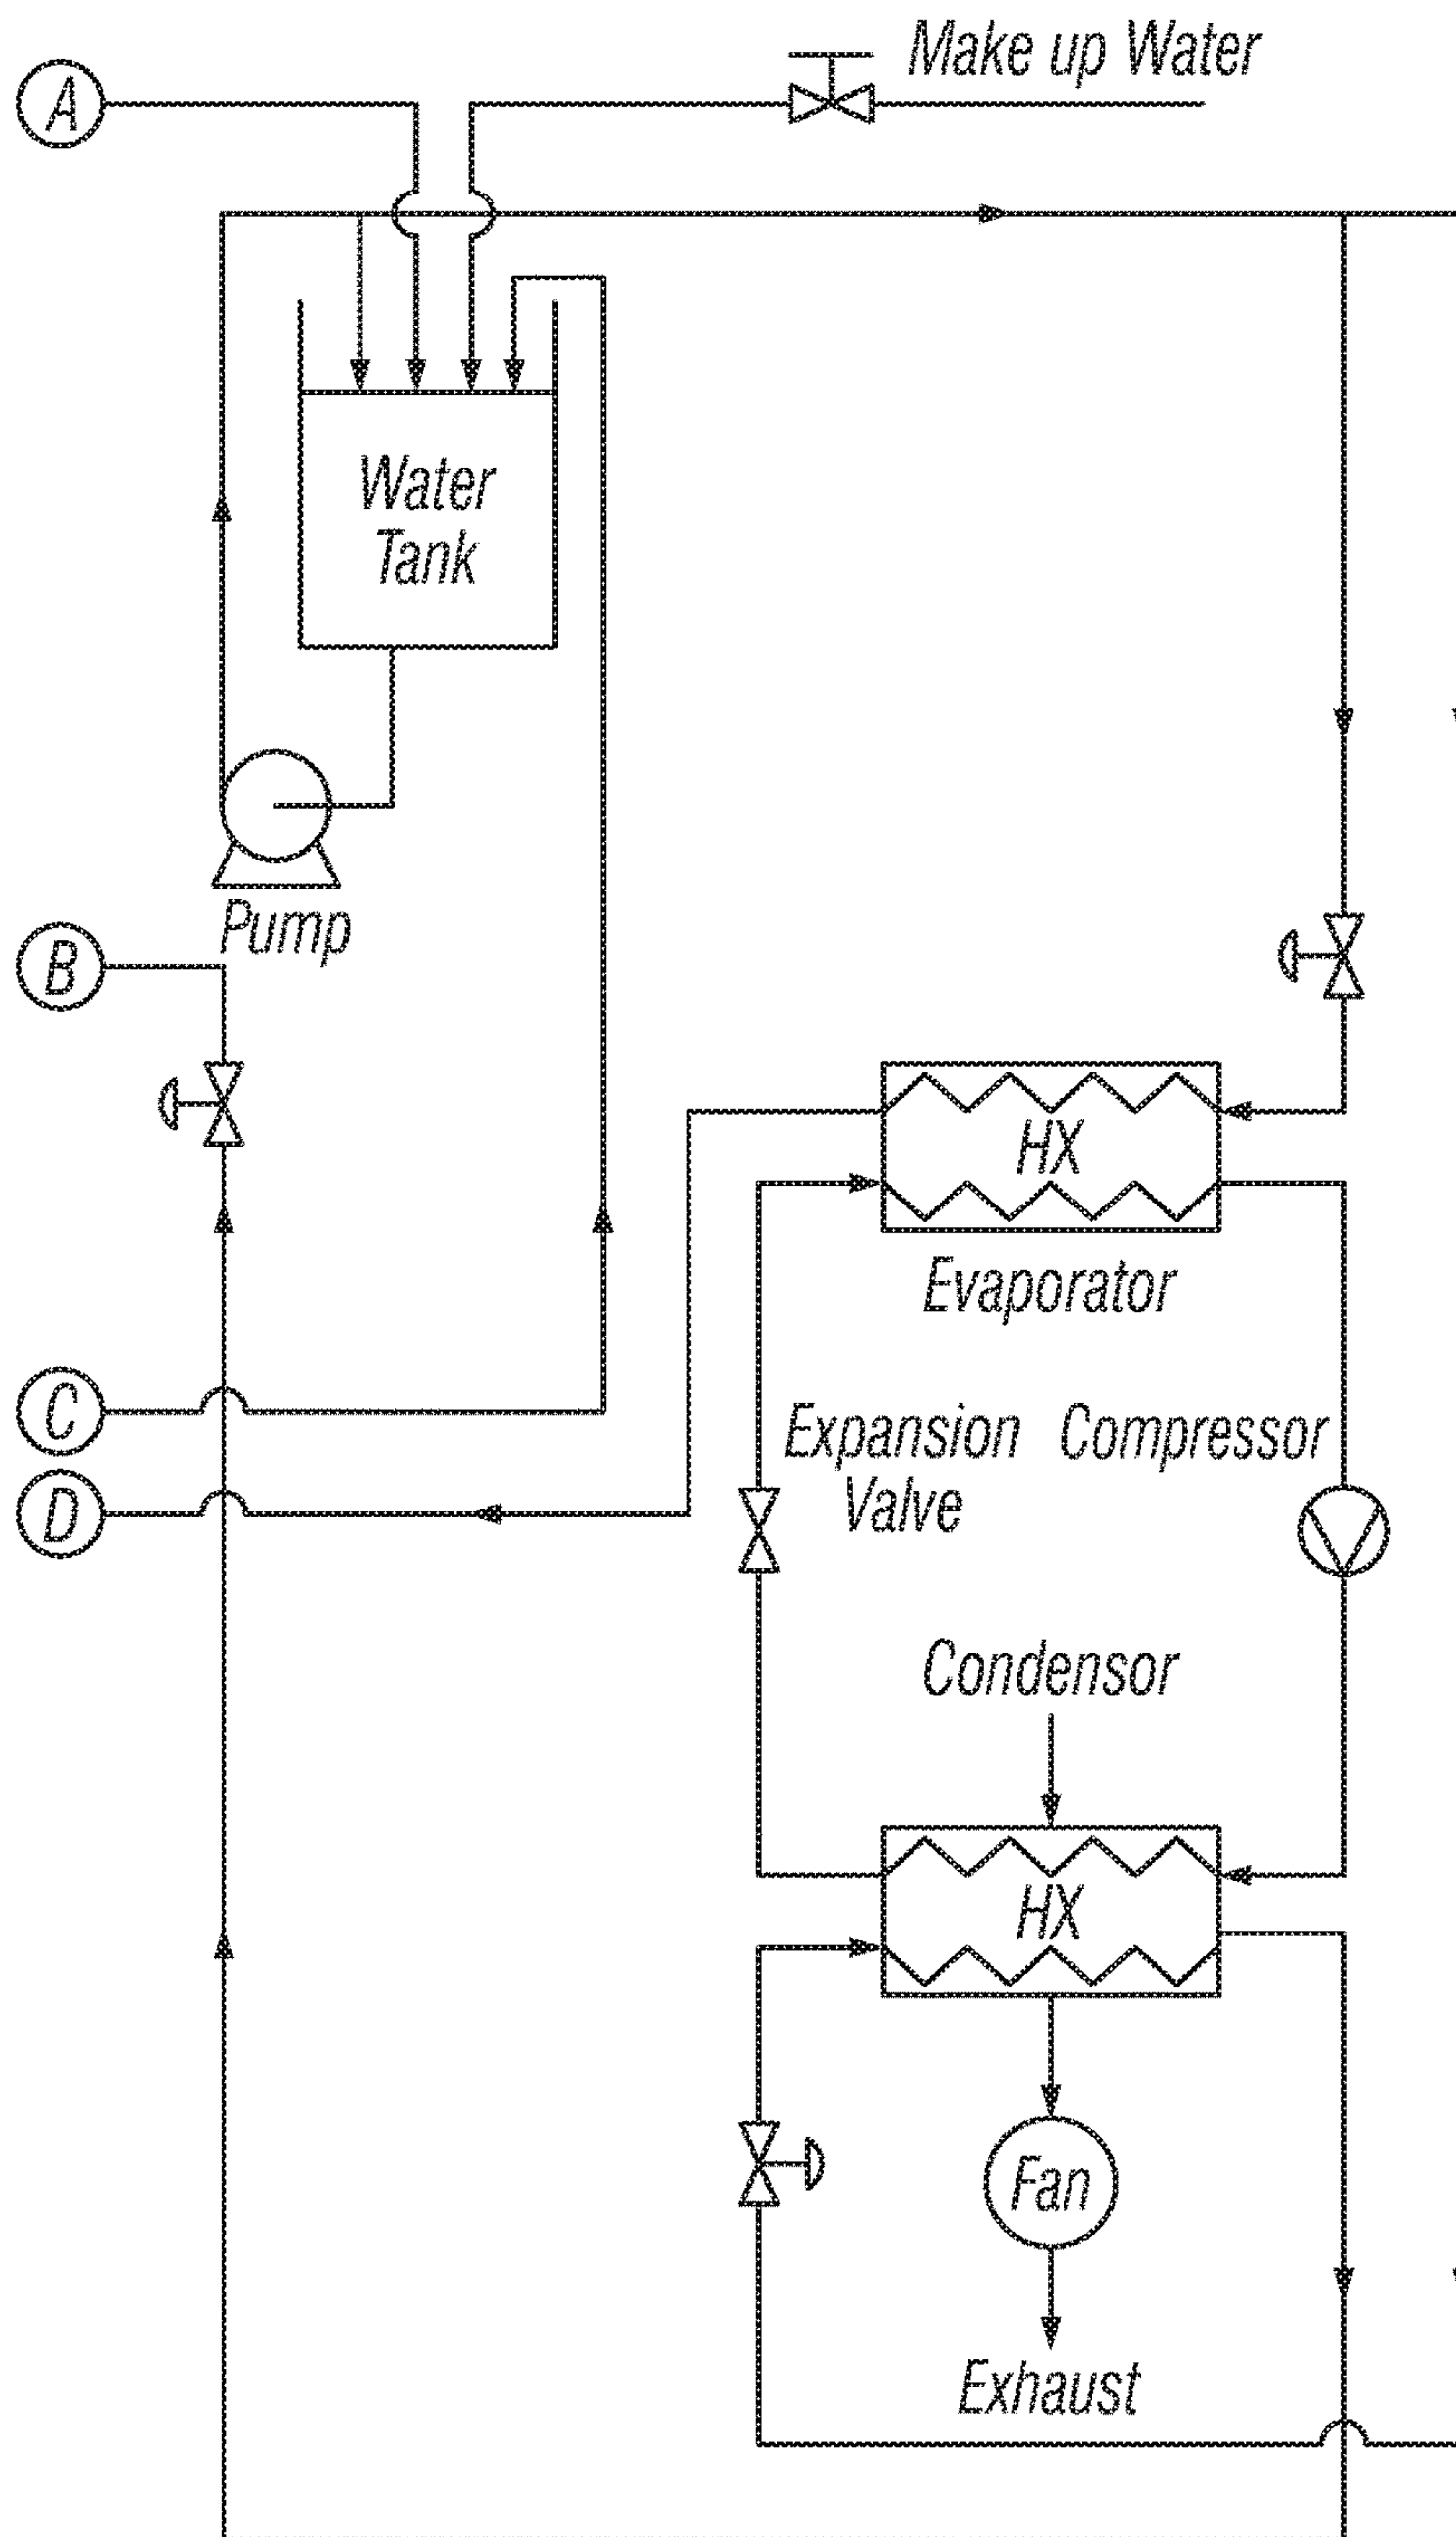 A
Make up Water
Water
Tank
Pump
B
HX
Evaporator
C
Expansion
Valve
Compressor
D
Condensor
HX
Fan
Exhaust